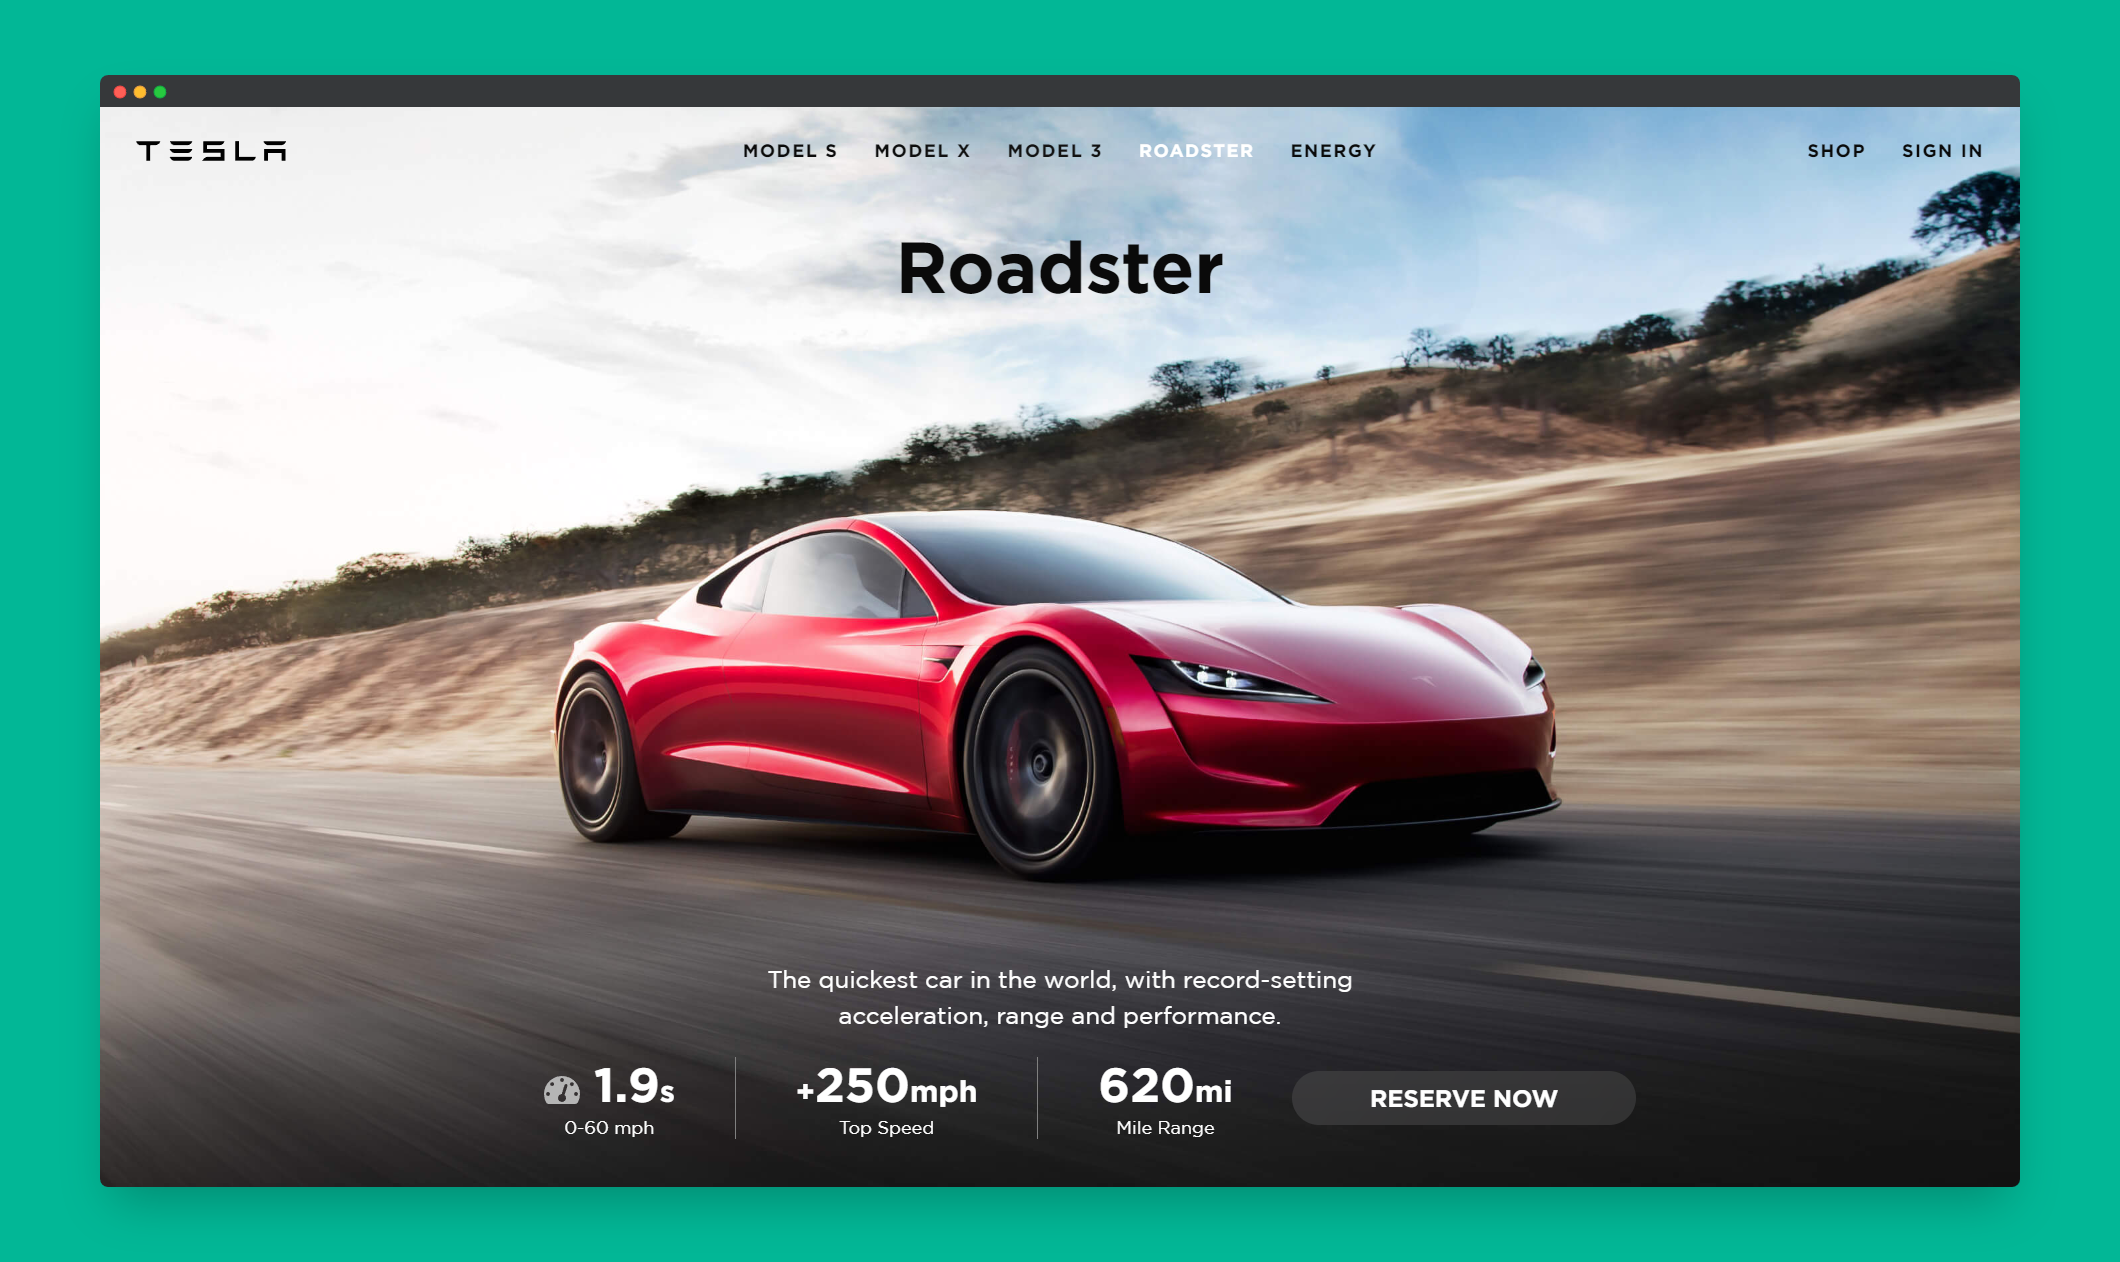 TESLA
MODEL S MODEL X MODEL 3 ROADSTER ENERGY
SHOP SIGN IN
Roadster
The quickest car in the world, with record-setting
acceleration, range and performance.
1.9s
0-60 mph
+250mph
Top Speed
620mi
Mile Range
RESERVE NOW